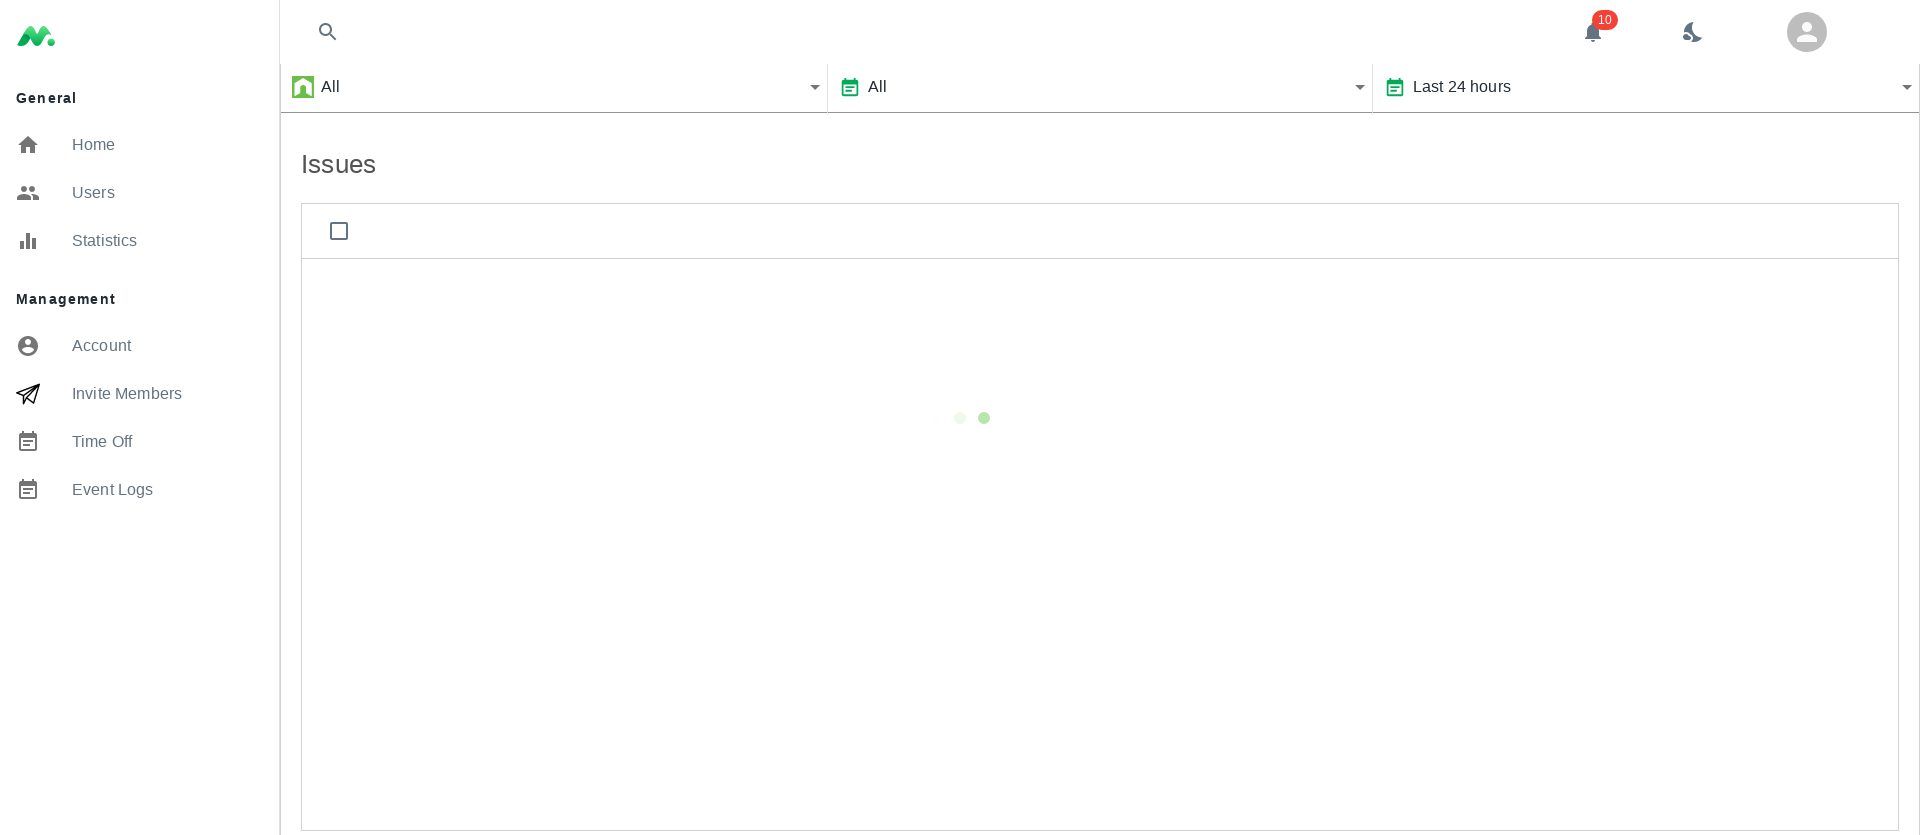 10
General
Home
Users
Statistics
Management
Account
Invite Members
Time Off
Event Logs
All
All
Last 24 hours
Issues